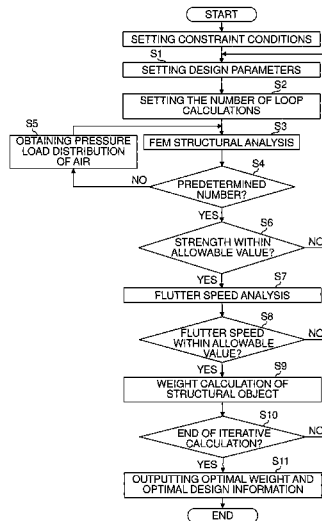 START
SETTING CONSTRAINT CONDITIONS
S1
SETTING DESIGN PARAMETERS
S2
SETTING THE NUMBER OF LOOP
CALCULATIONS
S5
OBTAINING PRESSURE
LOAD DISTRIBUTION
OF AIR
S3
FEM STRUCTURAL ANALYSIS
S4
PREDETERMINED
NUMBER?
NO
YES
S6
STRENGTH WITHIN
ALLOWABLE VALUE?
NO
YES
S7
FLUTTER SPEED ANALYSIS
S8
FLUTTER SPEED
WITHIN ALLOWABLE
VALUE?
NO
YES
S9
WEIGHT CALCULATION OF
STRUCTURAL OBJECT
S10
END OF ITERATIVE
CALCULATION?
NO
YES
S11
OUTPUTTING OPTIMAL WEIGHT AND
OPTIMAL DESIGN INFORMATION
END